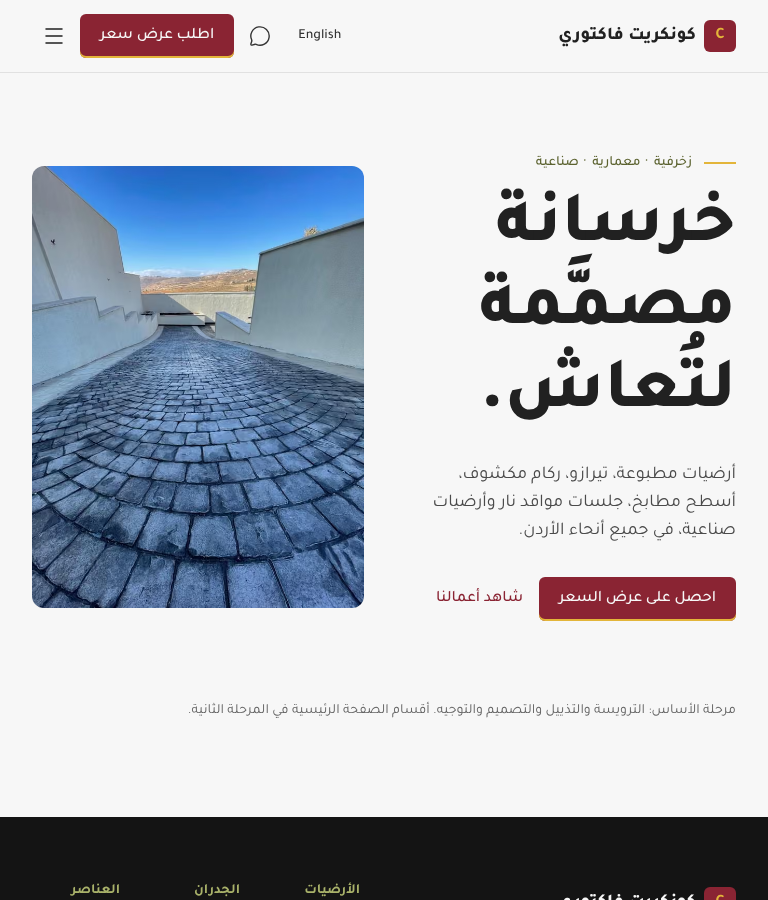 C كونكريت فاكتوري
English
اطلب عرض سعر
زخرفية · معمارية · صناعية
خرسانة
مصمَّمة
لتُعاش.
أرضيات مطبوعة، تيرازو، ركام مكشوف،
أسطح مطابخ، جلسات مواقد نار وأرضيات
صناعية، في جميع أنحاء الأردن.
احصل على عرض السعر
شاهد أعمالنا
مرحلة الأساس: الترويسة والتذييل والتصميم والتوجيه. أقسام الصفحة الرئيسية في المرحلة الثانية.
C كونكريت فاكتوري
الأرضيات
الجدران
العناصر